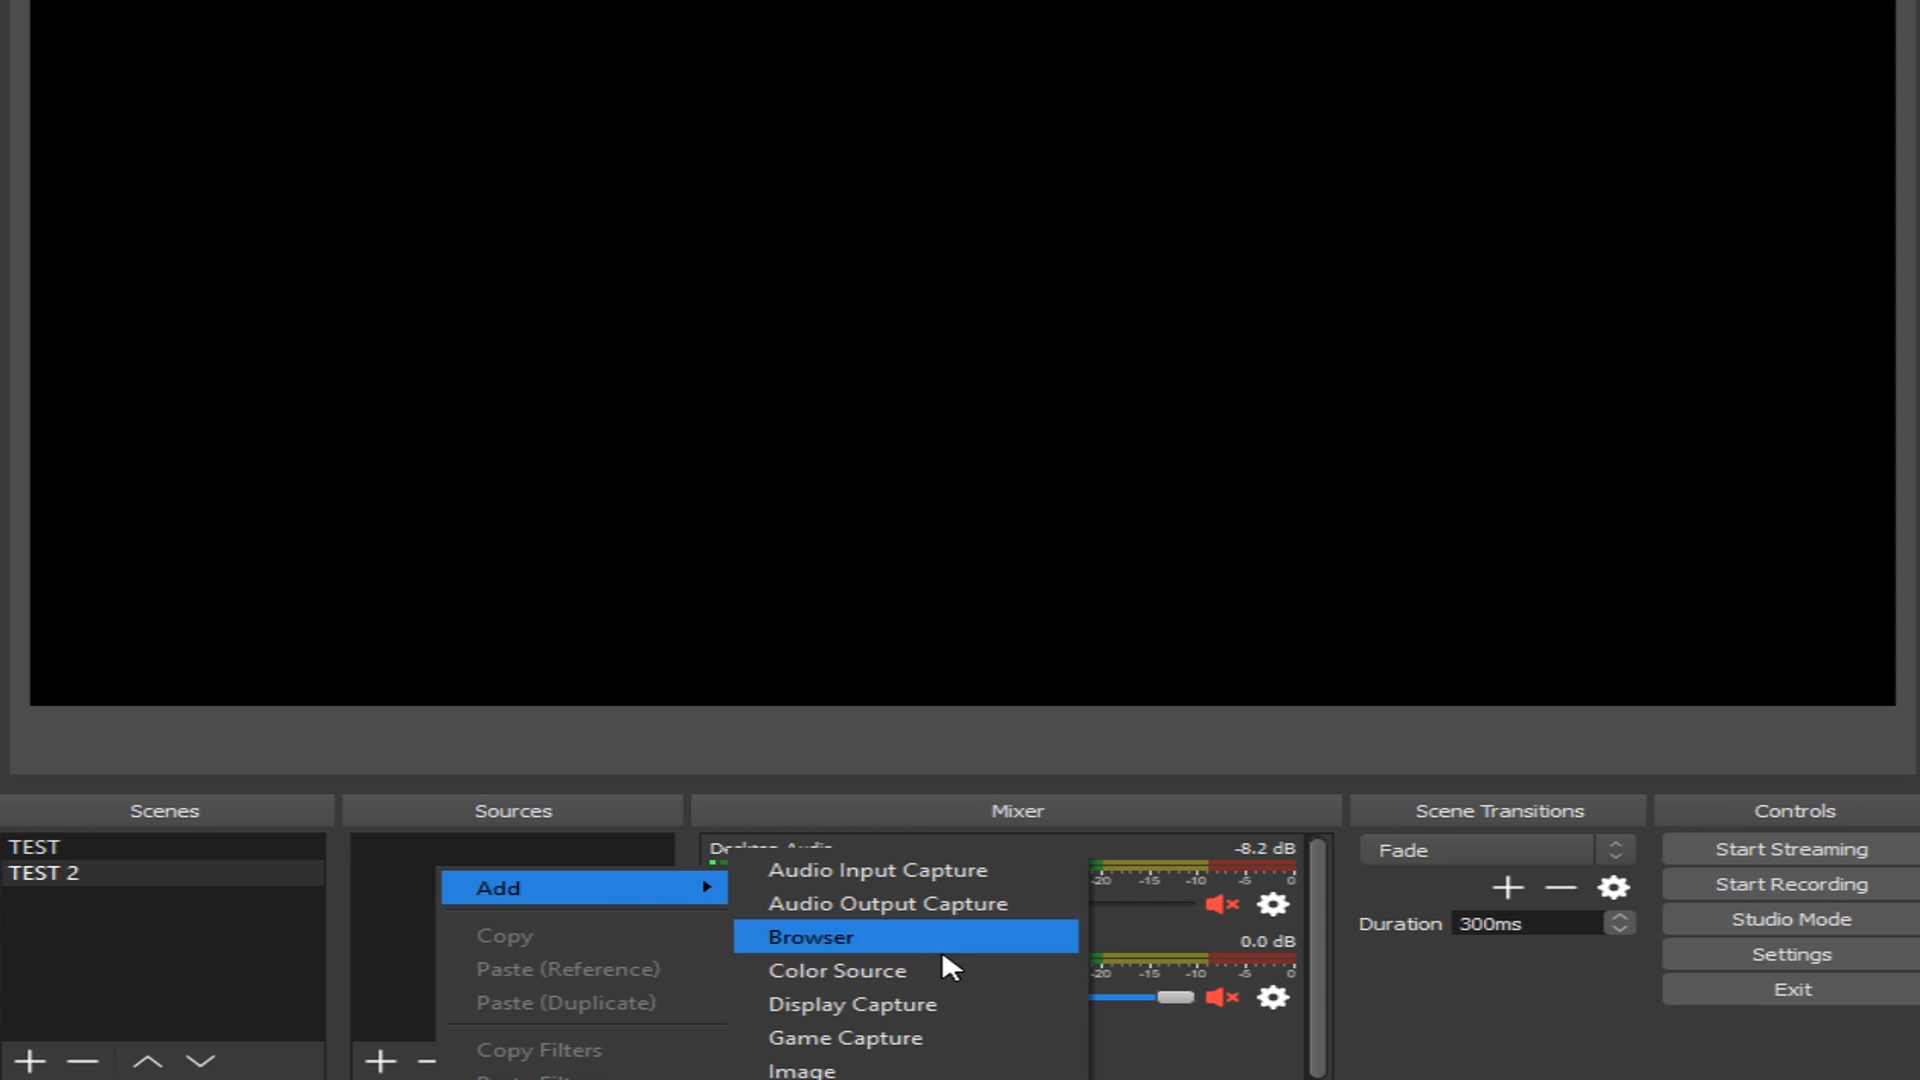 Scenes
TEST
TEST 2
Sources
Add
Copy
Paste (Reference)
Paste (Duplicate)
Copy Filters
Audio Input Capture
Audio Output Capture
Browser
Color Source
Display Capture
Game Capture
Image
Mixer
-8.2 dB
-20 -15 -10 -5 0
0.0 dB
-20 -15 -10 -5 0
Scene Transitions
Fade
Duration 300ms
Controls
Start Streaming
Start Recording
Studio Mode
Settings
Exit